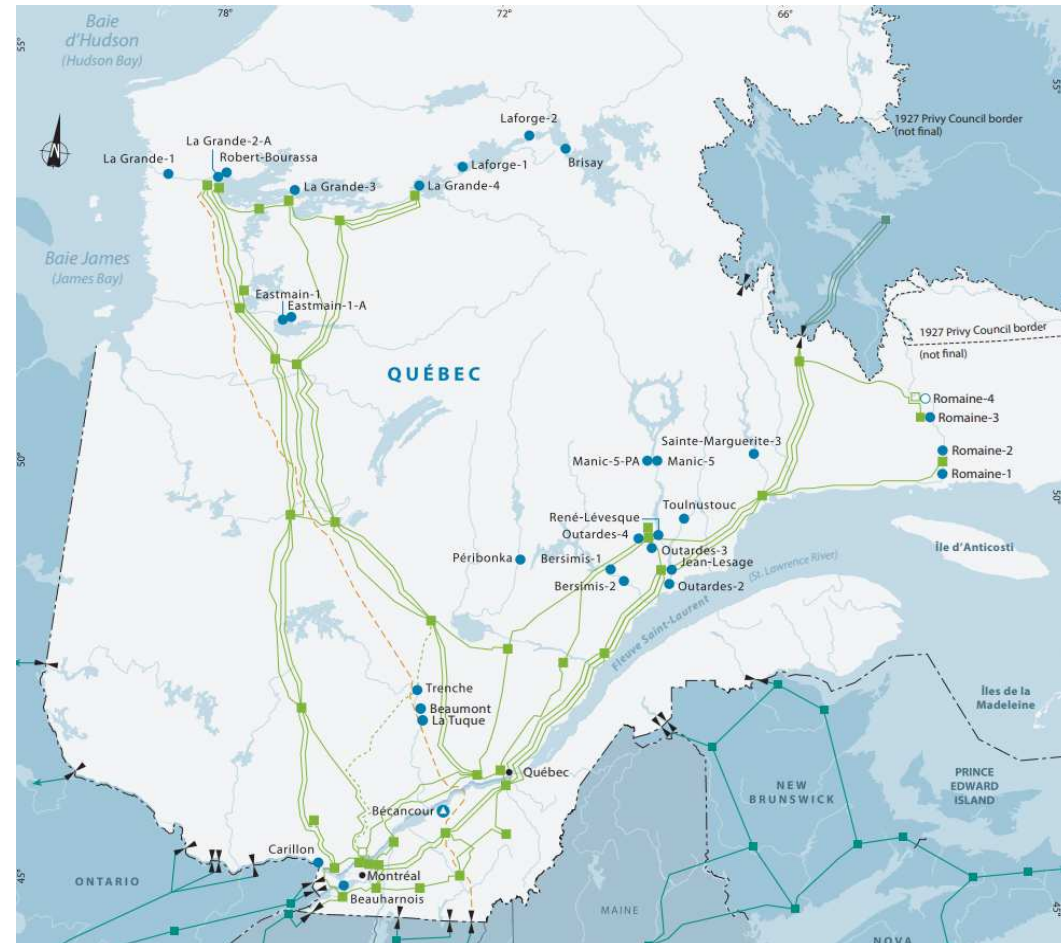 78°
72°
66°
55°
55°
Baie
d'Hudson
(Hudson Bay)
N
1927 Privy Council border
(not final)
Laforge-2
La Grande-2-A
Robert-Bourassa
La Grande-1
Laforge-1
Brisay
La Grande-3
La Grande-4
Baie James
(James Bay)
Eastmain-1
Eastmain-1-A
1927 Privy Council border
(not final)
QUÉBEC
Romaine-4
Romaine-3
Sainte-Marguerite-3
50°
Manic-5-PA
Manic-5
Romaine-2
Romaine-1
50°
Toulnustouc
René-Lévesque
Outardes-4
Outardes-3
Île d'Anticosti
Péribonka
Bersimis-1
Jean-Lesage
(St. Lawrence River)
Bersimis-2
Outardes-2
Fleuve Saint-Laurent
Trenche
Beaumont
La Tuque
Îles de la
Madeleine
Québec
NEW
BRUNSWICK
PRINCE
EDWARD
ISLAND
Bécancour
Carillon
45°
ONTARIO
Montréal
Beauharnois
MAINE
45°
NOVA